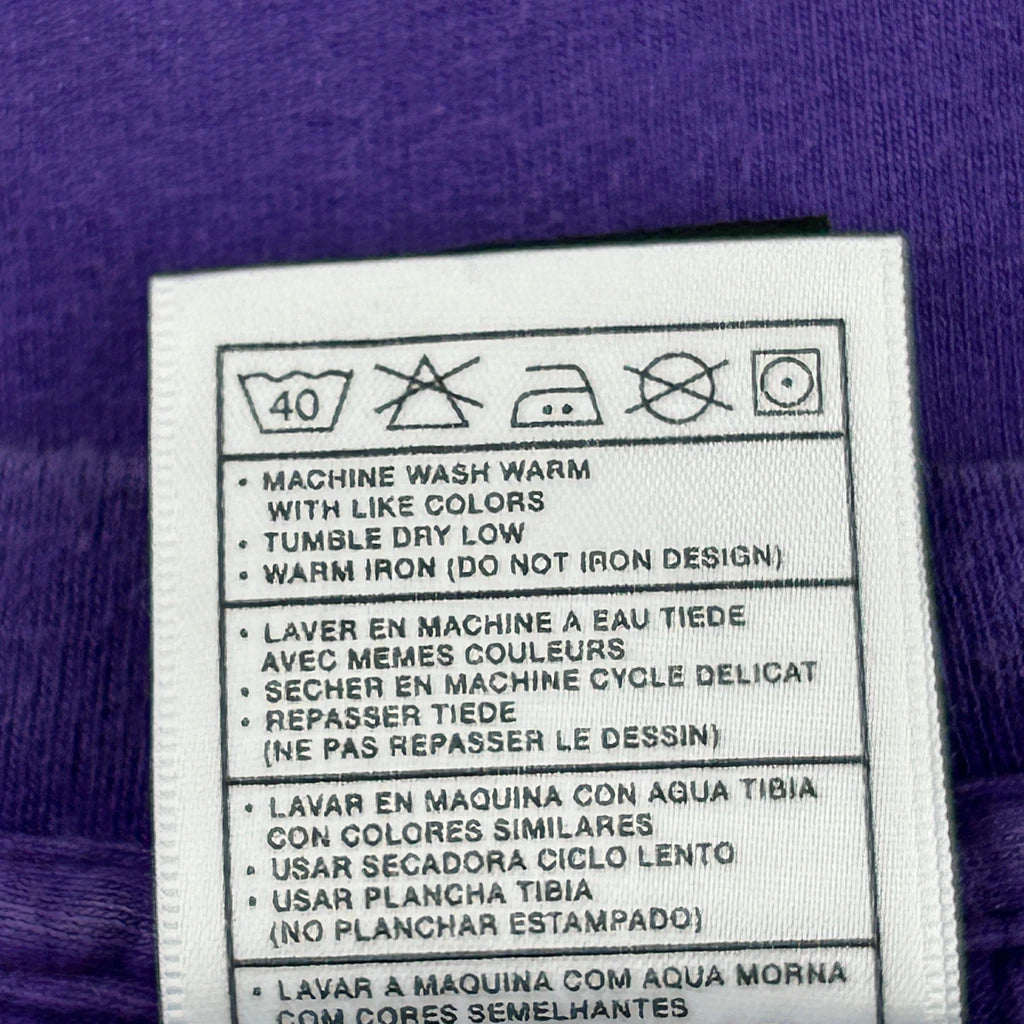 40
• MACHINE WASH WARM
WITH LIKE COLORS
• TUMBLE DRY LOW
• WARM IRON (DO NOT IRON DESIGN)
• LAVER EN MACHINE A EAU TIEDE
AVEC MEMES COULEURS
• SECHER EN MACHINE CYCLE DELICAT
• REPASSER TIEDE
(NE PAS REPASSER LE DESSIN)
• LAVAR EN MAQUINA CON AGUA TIBIA
CON COLORES SIMILARES
• USAR SECADORA CICLO LENTO
• USAR PLANCHA TIBIA
(NO PLANCHAR ESTAMPADO)
• LAVAR A MAQUINA COM AQUA MORNA
COM CORES SEMELHANTES